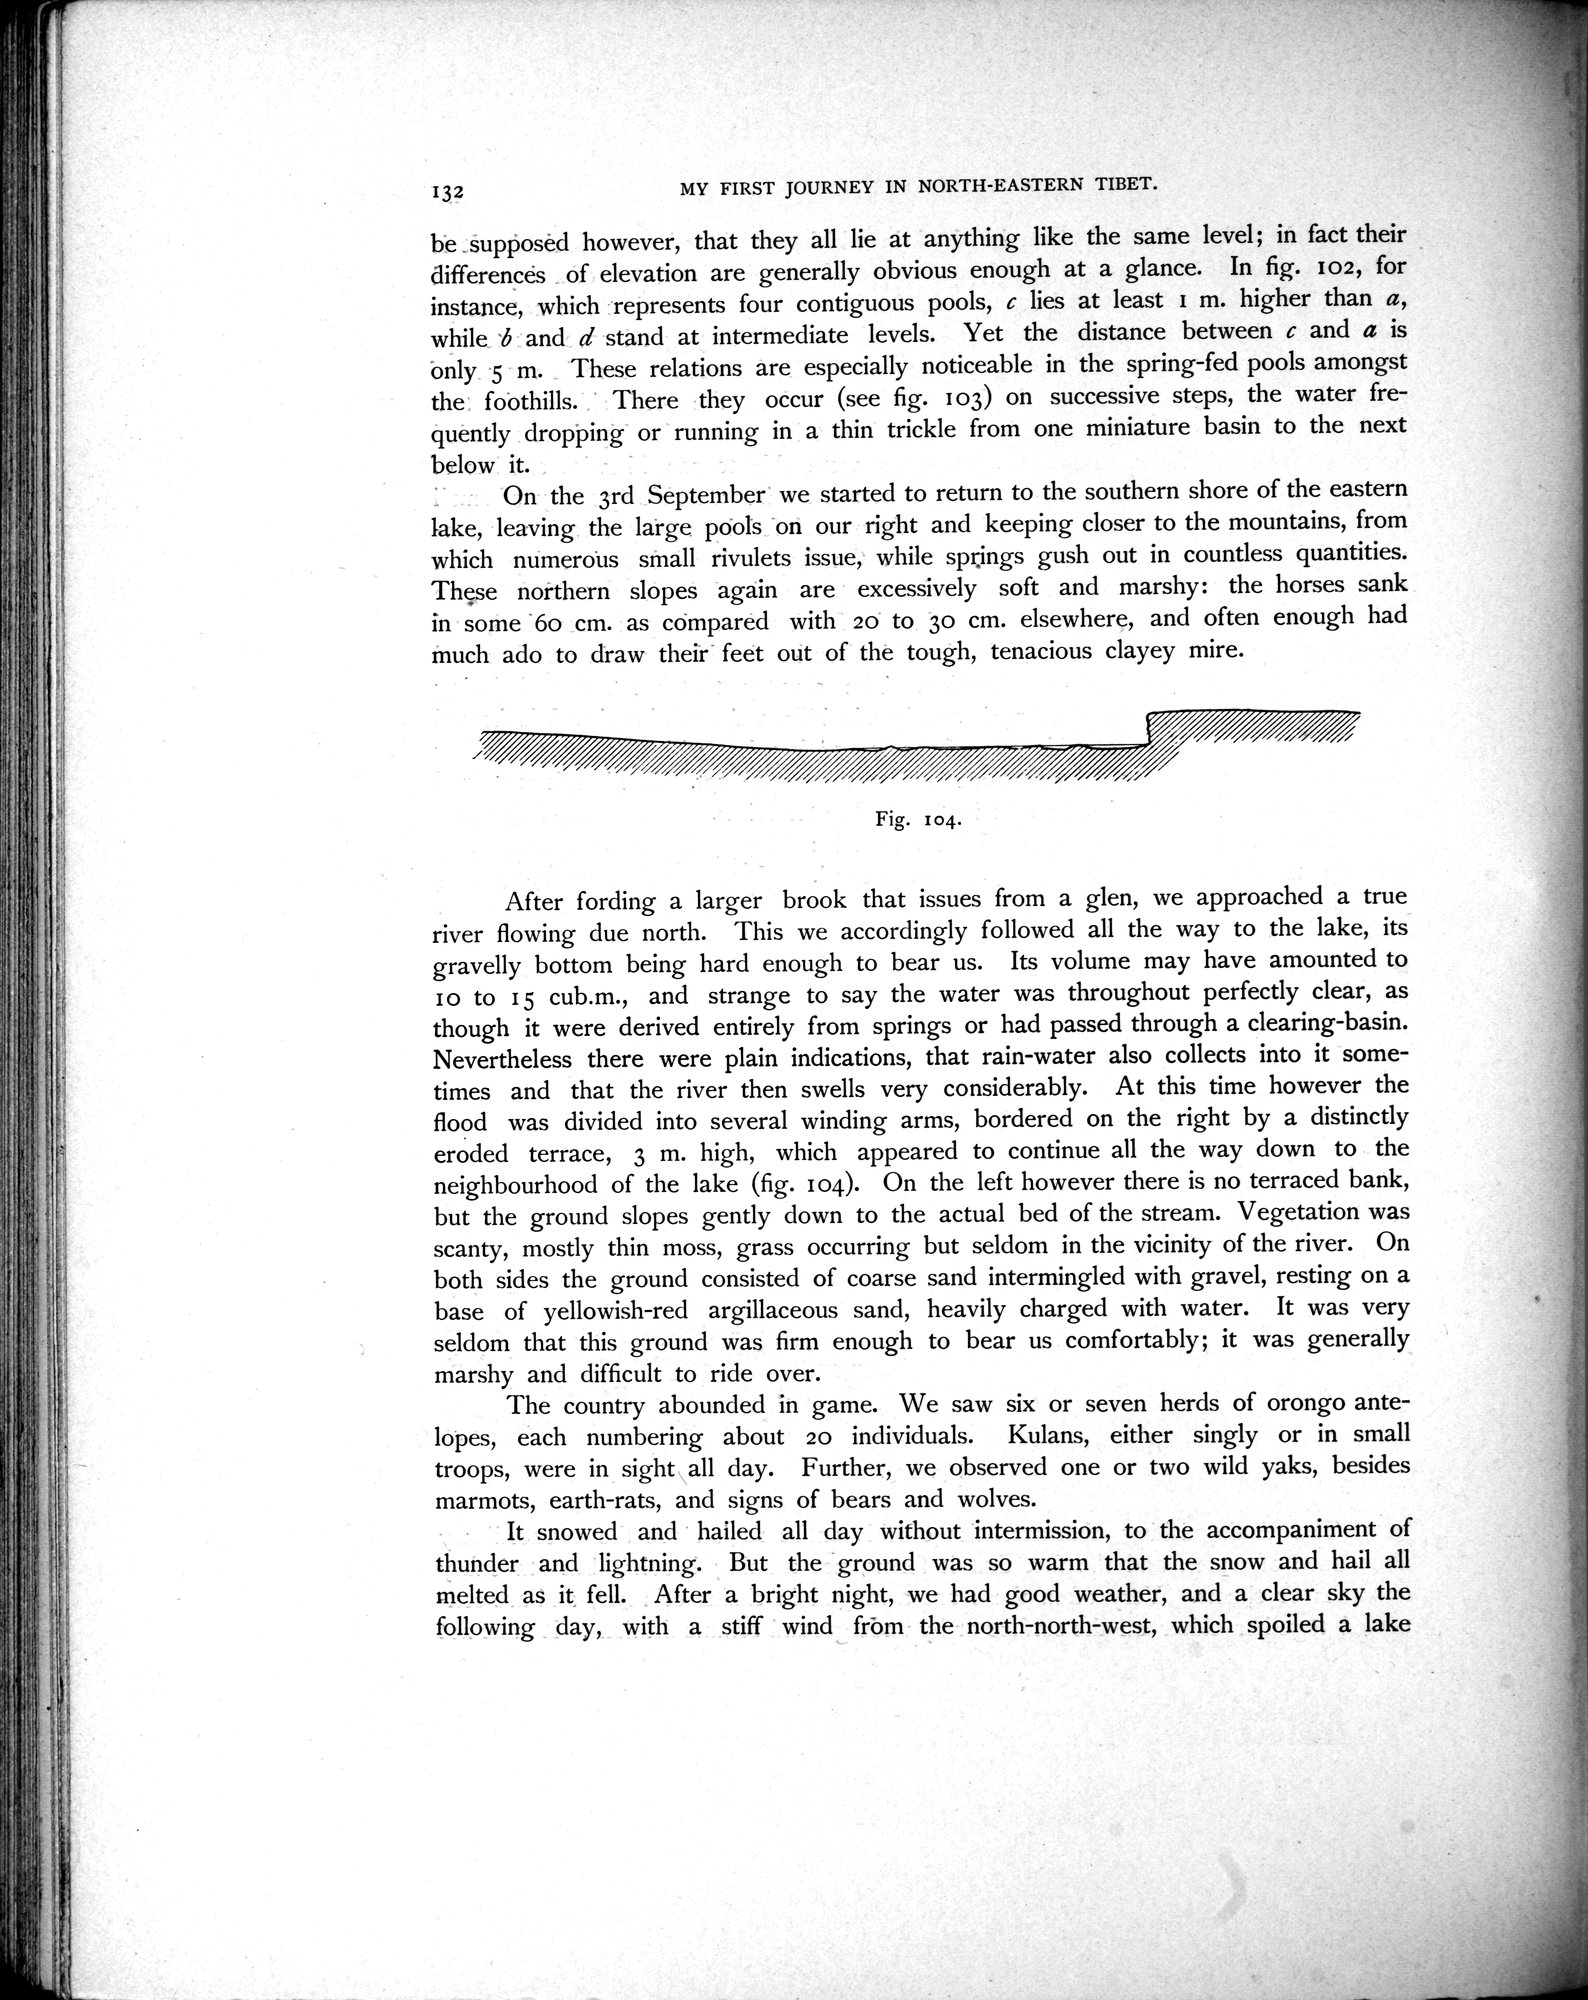 132
MY FIRST JOURNEY IN NORTH-EASTERN TIBET.
be supposed however, that they all lie at anything like the same level; in fact their
differences of elevation are generally obvious enough at a glance. In fig. 102, for
instance, which represents four contiguous pools, c lies at least 1 m. higher than a,
while b and d stand at intermediate levels. Yet the distance between c and a is
only 5 m. These relations are especially noticeable in the spring-fed pools amongst
the foothills. There they occur (see fig. 103) on successive steps, the water fre-
quently dropping or running in a thin trickle from one miniature basin to the next
below it.
On the 3rd September we started to return to the southern shore of the eastern
lake, leaving the large pools on our right and keeping closer to the mountains, from
which numerous small rivulets issue, while springs gush out in countless quantities.
These northern slopes again are excessively soft and marshy: the horses sank
in some 60 cm. as compared with 20 to 30 cm. elsewhere, and often enough had
much ado to draw their feet out of the tough, tenacious clayey mire.
Fig. 104.
After fording a larger brook that issues from a glen, we approached a true
river flowing due north. This we accordingly followed all the way to the lake, its
gravelly bottom being hard enough to bear us. Its volume may have amounted to
10 to 15 cub.m., and strange to say the water was throughout perfectly clear, as
though it were derived entirely from springs or had passed through a clearing-basin.
Nevertheless there were plain indications, that rain-water also collects into it some-
times and that the river then swells very considerably. At this time however the
flood was divided into several winding arms, bordered on the right by a distinctly
eroded terrace, 3 m. high, which appeared to continue all the way down to the
neighbourhood of the lake (fig. 104). On the left however there is no terraced bank,
but the ground slopes gently down to the actual bed of the stream. Vegetation was
scanty, mostly thin moss, grass occurring but seldom in the vicinity of the river. On
both sides the ground consisted of coarse sand intermingled with gravel, resting on a
base of yellowish-red argillaceous sand, heavily charged with water. It was very
seldom that this ground was firm enough to bear us comfortably; it was generally
marshy and difficult to ride over.
The country abounded in game. We saw six or seven herds of orongo ante-
lopes, each numbering about 20 individuals. Kulans, either singly or in small
troops, were in sight all day. Further, we observed one or two wild yaks, besides
marmots, earth-rats, and signs of bears and wolves.
It snowed and hailed all day without intermission, to the accompaniment of
thunder and lightning. But the ground was so warm that the snow and hail all
melted as it fell. After a bright night, we had good weather, and a clear sky the
following day, with a stiff wind from the north-north-west, which spoiled a lake